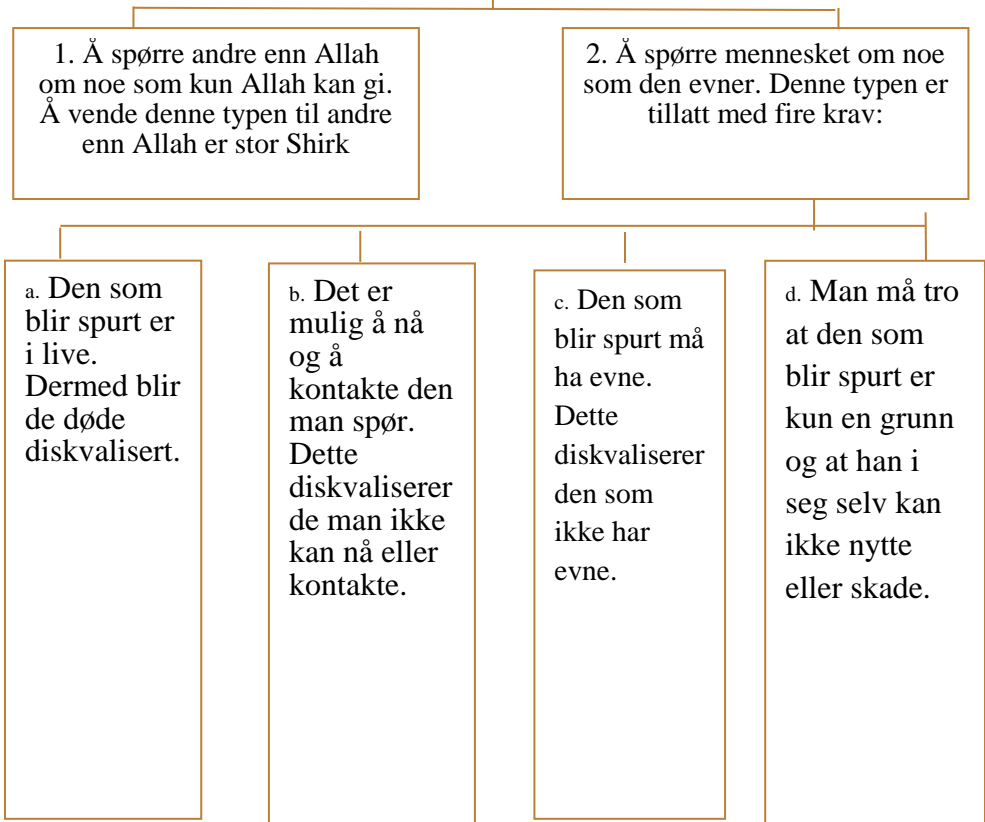 1. Å spørre andre enn Allah
om noe som kun Allah kan gi.
Å vende denne typen til andre
enn Allah er stor Shirk
2. Å spørre mennesket om noe
som den evner. Denne typen er
tillatt med fire krav:
a. Den som
blir spurt er
i live.
Dermed blir
de døde
diskvalisert.
b. Det er
mulig å nå
og å
kontakte den
man spør.
Dette
diskvaliserer
de man ikke
kan nå eller
kontakte.
c. Den som
blir spurt må
ha evne.
Dette
diskvaliserer
den som
ikke har
evne.
d. Man må tro
at den som
blir spurt er
kun en grunn
og at han i
seg selv kan
ikke nytte
eller skade.